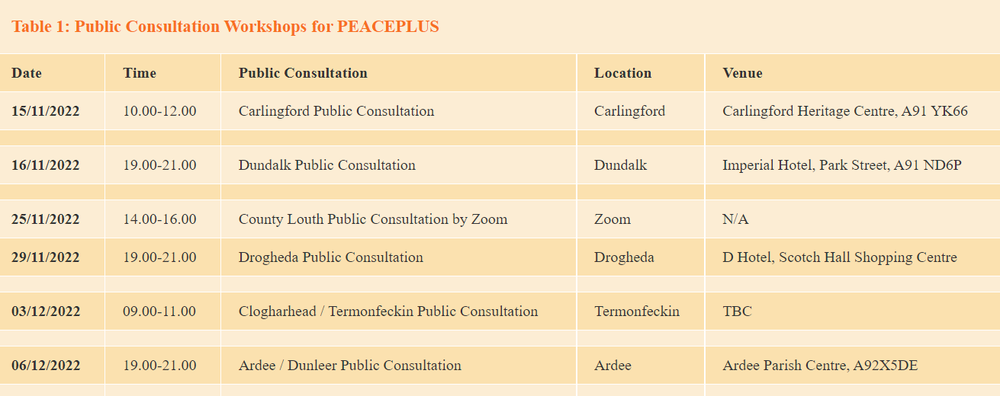 Table 1: Public Consultation Workshops for PEACEPLUS
Date Time Public Consultation Location Venue
15/11/2022 10.00-12.00 Carlingford Public Consultation Carlingford Carlingford Heritage Centre, A91 YK66
16/11/2022 19.00-21.00 Dundalk Public Consultation Dundalk Imperial Hotel, Park Street, A91 ND6P
25/11/2022 14.00-16.00 County Louth Public Consultation by Zoom Zoom N/A
29/11/2022 19.00-21.00 Drogheda Public Consultation Drogheda D Hotel, Scotch Hall Shopping Centre
03/12/2022 09.00-11.00 Clogharhead / Termonfeckin Public Consultation Termonfeckin TBC
06/12/2022 19.00-21.00 Ardee / Dunleer Public Consultation Ardee Ardee Parish Centre, A92X5DE